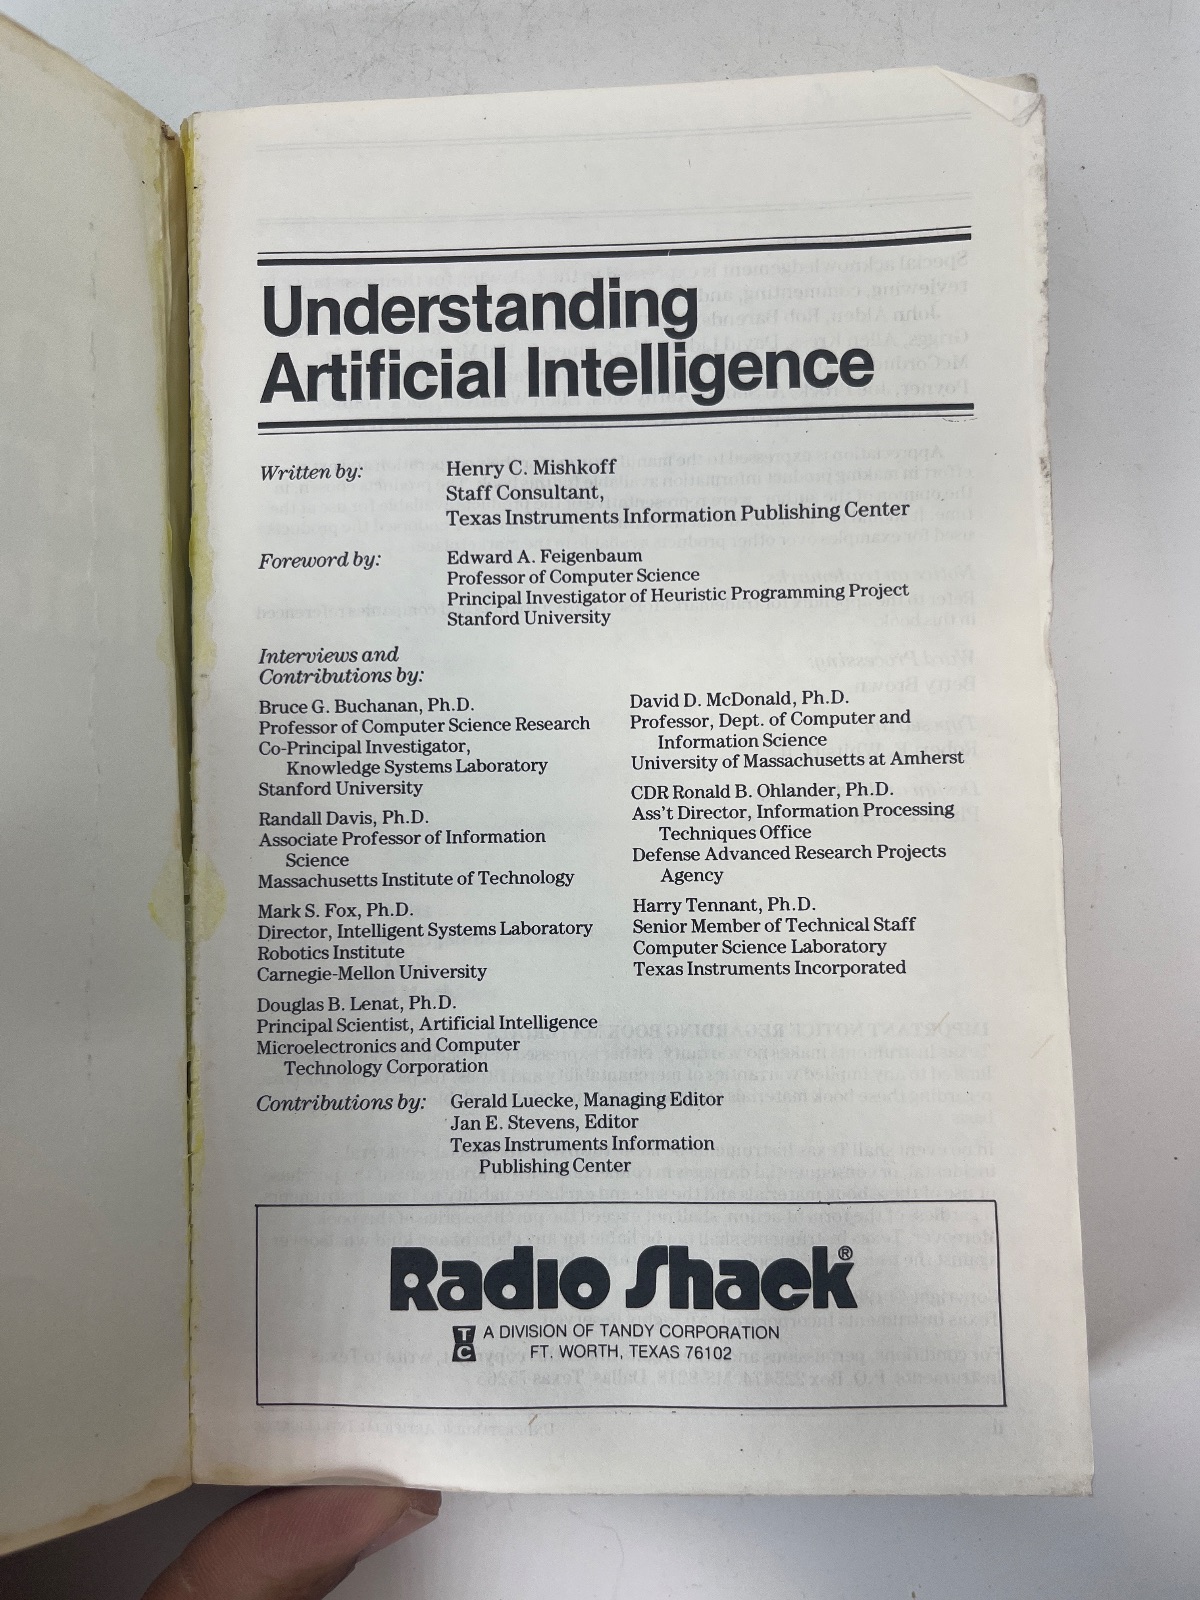 Understanding
Artificial Intelligence
Written by:
Henry C. Mishkoff
Staff Consultant,
Texas Instruments Information Publishing Center
Foreword by:
Edward A. Feigenbaum
Professor of Computer Science
Principal Investigator of Heuristic Programming Project
Stanford University
Interviews and
Contributions by:
Bruce G. Buchanan, Ph.D.
Professor of Computer Science Research
Co-Principal Investigator,
Knowledge Systems Laboratory
Stanford University
Randall Davis, Ph.D.
Associate Professor of Information
Science
Massachusetts Institute of Technology
Mark S. Fox, Ph.D.
Director, Intelligent Systems Laboratory
Robotics Institute
Carnegie-Mellon University
Douglas B. Lenat, Ph.D.
Principal Scientist, Artificial Intelligence
Microelectronics and Computer
Technology Corporation
David D. McDonald, Ph.D.
Professor, Dept. of Computer and
Information Science
University of Massachusetts at Amherst
CDR Ronald B. Ohlander, Ph.D.
Ass't Director, Information Processing
Techniques Office
Defense Advanced Research Projects
Agency
Harry Tennant, Ph.D.
Senior Member of Technical Staff
Computer Science Laboratory
Texas Instruments Incorporated
Contributions by:
Gerald Luecke, Managing Editor
Jan E. Stevens, Editor
Texas Instruments Information
Publishing Center
Radio Shack®
TC A DIVISION OF TANDY CORPORATION
FT. WORTH, TEXAS 76102